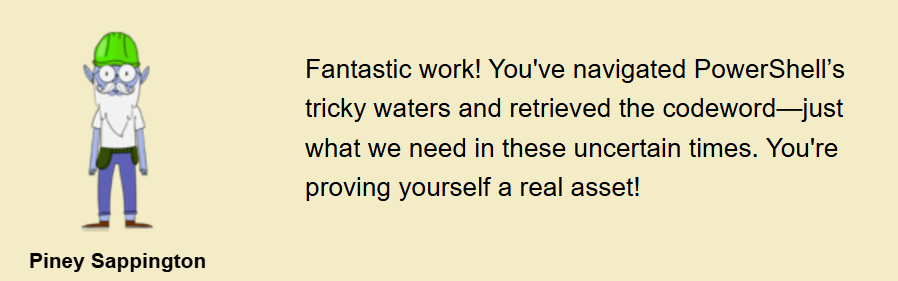 Fantastic work! You've navigated PowerShell’s
tricky waters and retrieved the codeword—just
what we need in these uncertain times. You're
proving yourself a real asset!
Piney Sappington